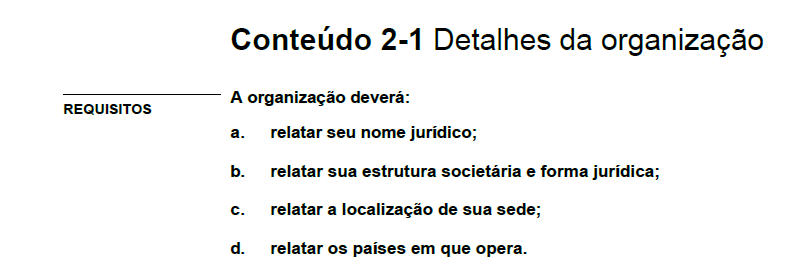 Conteúdo 2-1 Detalhes da organização
REQUISITOS
A organização deverá:
a. relatar seu nome jurídico;
b. relatar sua estrutura societária e forma jurídica;
c. relatar a localização de sua sede;
d. relatar os países em que opera.